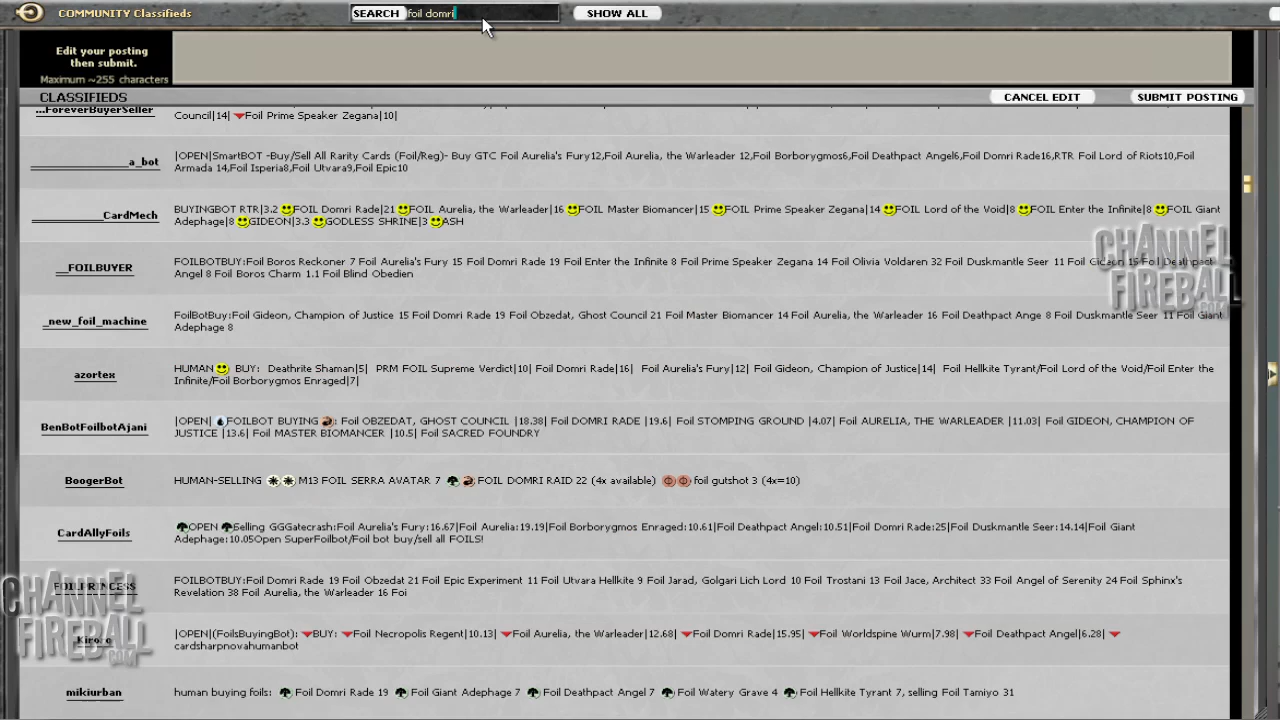 COMMUNITY Classifieds
SEARCH foil domri
SHOW ALL
Edit your posting
then submit.
Maximum ~255 characters
CLASSIFIEDS
CANCEL EDIT
SUBMIT POSTING
...ForeverBuyerSeller
Council|14| Foil Prime Speaker Zegana|10|
a_bot
|OPEN|SmartBOT -Buy/Sell All Rarity Cards (Foil/Reg)- Buy GTC Foil Aurelia's Fury12,Foil Aurelia, the Warleader 12,Foil Borborygmos6,Foil Deathpact Angel6,Foil Domri Rade16,RTR Foil Lord of Riots10,Foil
Armada 14,Foil Isperia8,Foil Utvara9,Foil Epic10
CardMech
BUYINGBOT RTR|3.2 FOIL Domri Rade|21 FOIL Aurelia, the Warleader|16 FOIL Master Biomancer|15 FOIL Prime Speaker Zegana|14 FOIL Lord of the Void|8 FOIL Enter the Infinite|8 FOIL Giant
Adephage|8 GIDEON|3.3 GODLESS SHRINE|3 ASH
__FOILBUYER
FOILBOTBUY:Foil Boros Reckoner 7 Foil Aurelia's Fury 15 Foil Domri Rade 19 Foil Enter the Infinite 8 Foil Prime Speaker Zegana 14 Foil Olivia Voldaren 32 Foil Duskmantle Seer 11 Foil Gideon 15 Foil Deathpact
Angel 8 Foil Boros Charm 1.1 Foil Blind Obedien
_new_foil_machine
FoilBotBuy:Foil Gideon, Champion of Justice 15 Foil Domri Rade 19 Foil Obzedat, Ghost Council 21 Foil Master Biomancer 14 Foil Aurelia, the Warleader 16 Foil Deathpact Ange 8 Foil Duskmantle Seer 11 Foil Giant
Adephage 8
azortex
HUMAN BUY: Deathrite Shaman|5| PRM FOIL Supreme Verdict|10| Foil Domri Rade|16| Foil Aurelia's Fury|12| Foil Gideon, Champion of Justice|14| Foil Hellkite Tyrant/Foil Lord of the Void/Foil Enter the
Infinite/Foil Borborygmos Enraged|7|
BenBotFoilbotAjani
|OPEN| FOILBOT BUYING : Foil OBZEDAT, GHOST COUNCIL |18.38| Foil DOMRI RADE |19.6| Foil STOMPING GROUND |4.07| Foil AURELIA, THE WARLEADER |11.03| Foil GIDEON, CHAMPION OF
JUSTICE |13.6| Foil MASTER BIOMANCER |10.5| Foil SACRED FOUNDRY
BoogerBot
HUMAN-SELLING M13 FOIL SERRA AVATAR 7 FOIL DOMRI RAID 22 (4x available) foil gutshot 3 (4x=10)
CardAllyFoils
OPEN Selling GGGatecrash:Foil Aurelia's Fury:16.67|Foil Aurelia:19.19|Foil Borborygmos Enraged:10.61|Foil Deathpact Angel:10.51|Foil Domri Rade:25|Foil Duskmantle Seer:14.14|Foil Giant
Adephage:10.05Open SuperFoilbot/Foil bot buy/sell all FOILS!
FOILPRINCESS
FOILBOTBUY:Foil Domri Rade 19 Foil Obzedat 21 Foil Epic Experiment 11 Foil Utvara Hellkite 9 Foil Jarad, Golgari Lich Lord 10 Foil Trostani 13 Foil Jace, Architect 33 Foil Angel of Serenity 24 Foil Sphinx's
Revelation 38 Foil Aurelia, the Warleader 16 Foi
|OPEN|(FoilsBuyingBot): BUY: Foil Necropolis Regent|10.13| Foil Aurelia, the Warleader|12.68| Foil Domri Rade|15.95| Foil Worldspine Wurm|7.98| Foil Deathpact Angel|6.28|
cardsharpnovahumanbot
mikiurban
human buying foils: Foil Domri Rade 19 Foil Giant Adephage 7 Foil Deathpact Angel 7 Foil Watery Grave 4 Foil Hellkite Tyrant 7, selling Foil Tamiyo 31
CHANNEL
FIREBALL
.COM
CHANNEL
FIREBALL
.COM